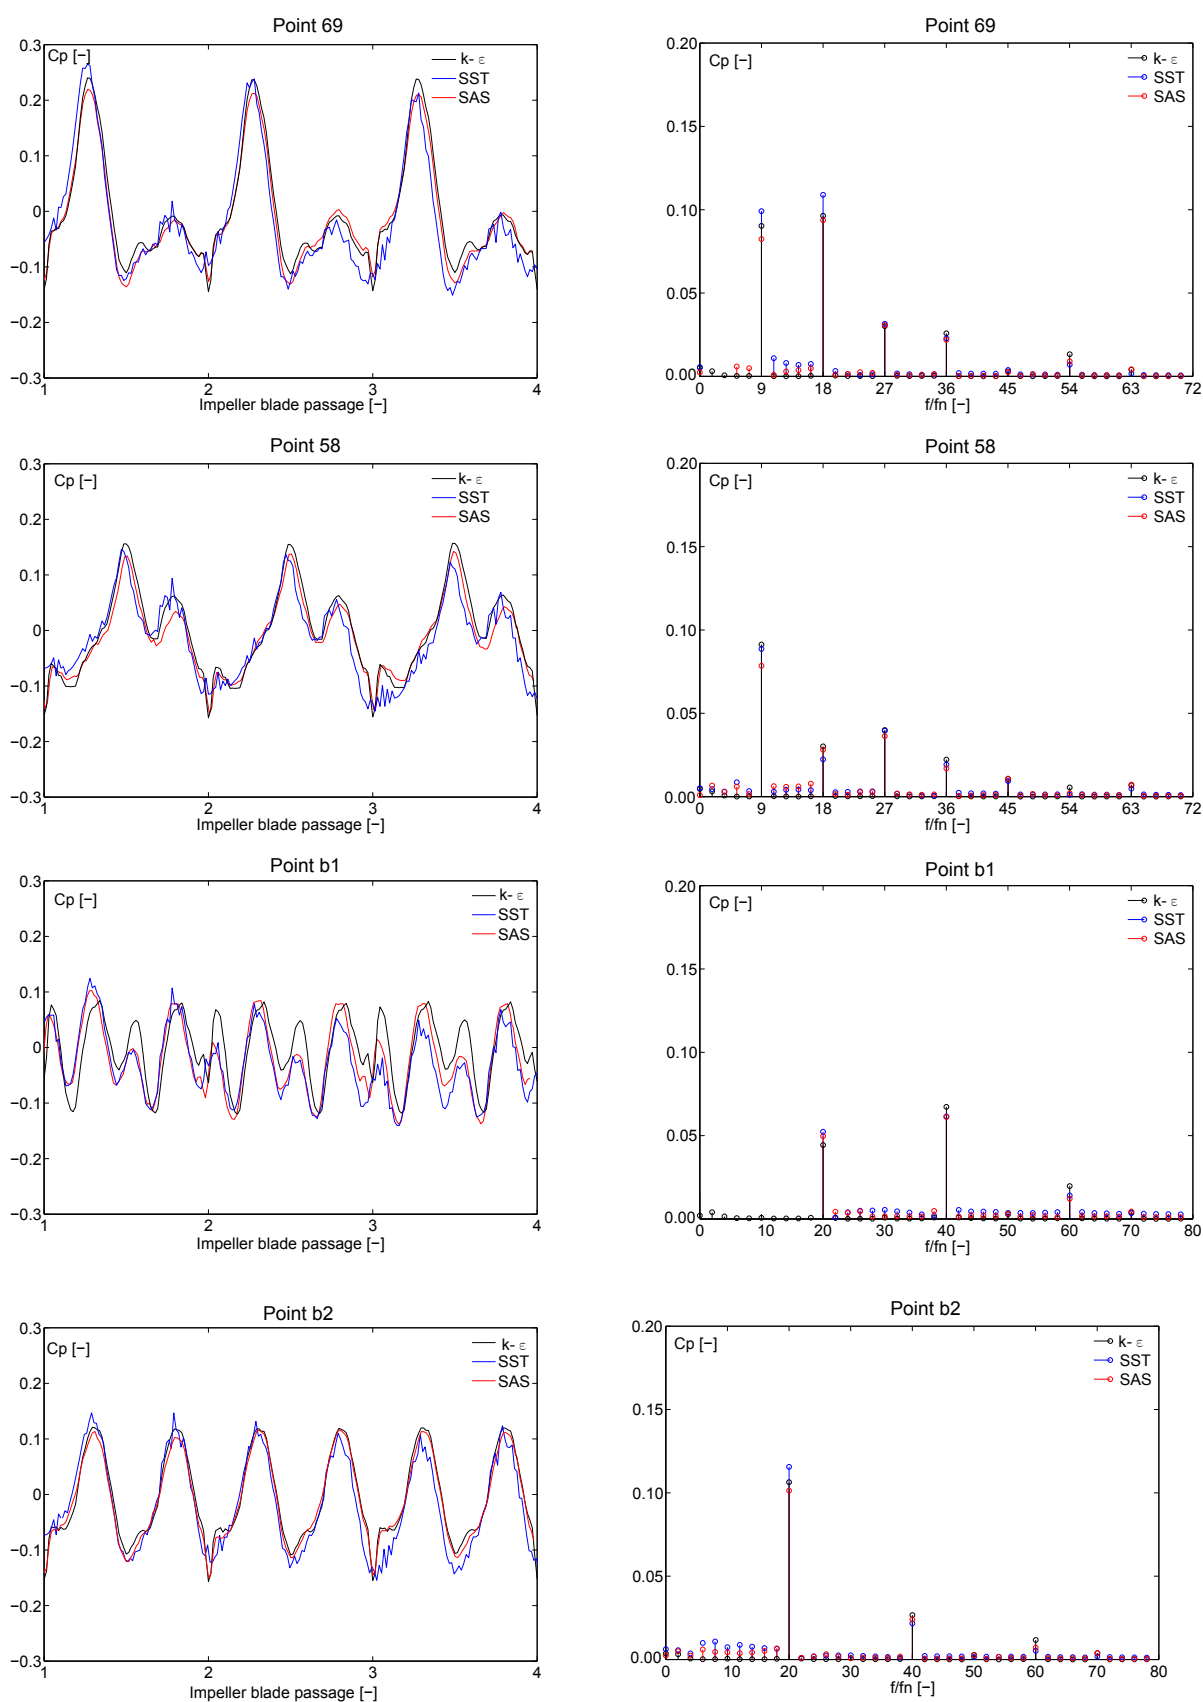 Point 69
0.3
Cp [−]
k- ε
SST
SAS
0.2
0.1
0
−0.1
−0.2
−0.3
1 2 3 4
Impeller blade passage [−]
Point 69
0.20
Cp [−]
k- ε
SST
SAS
0.15
0.10
0.05
0.00
0 9 18 27 36 45 54 63 72
f/fn [−]
Point 58
0.3
Cp [−]
k- ε
SST
SAS
0.2
0.1
0
−0.1
−0.2
−0.3
1 2 3 4
Impeller blade passage [−]
Point 58
0.20
Cp [−]
k- ε
SST
SAS
0.15
0.10
0.05
0.00
0 9 18 27 36 45 54 63 72
f/fn [−]
Point b1
0.3
Cp [−]
k- ε
SST
SAS
0.2
0.1
0
−0.1
−0.2
−0.3
1 2 3 4
Impeller blade passage [−]
Point b1
0.20
Cp [−]
k- ε
SST
SAS
0.15
0.10
0.05
0.00
0 10 20 30 40 50 60 70 80
f/fn [−]
Point b2
0.3
Cp [−]
k- ε
SST
SAS
0.2
0.1
0
−0.1
−0.2
−0.3
1 2 3 4
Impeller blade passage [−]
Point b2
0.20
Cp [−]
k- ε
SST
SAS
0.15
0.10
0.05
0.00
0 10 20 30 40 50 60 70 80
f/fn [−]